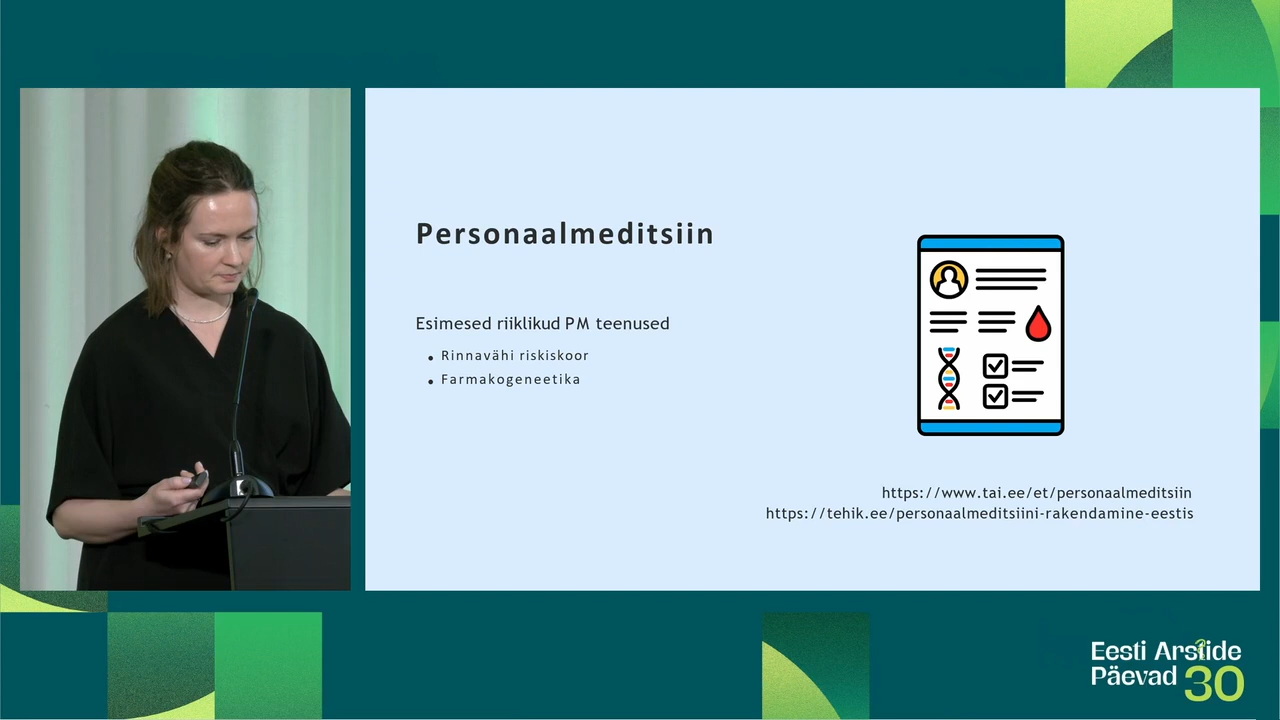 Personaalmeditsiin
Esimesed riiklikud PM teenused
• Rinnavähi riskiskoor
• Farmakogeneetika
https://www.tai.ee/et/personaalmeditsiin
https://tehik.ee/personaalmeditsiini-rakendamine-eestis
Eesti Arstide
Päevad 30